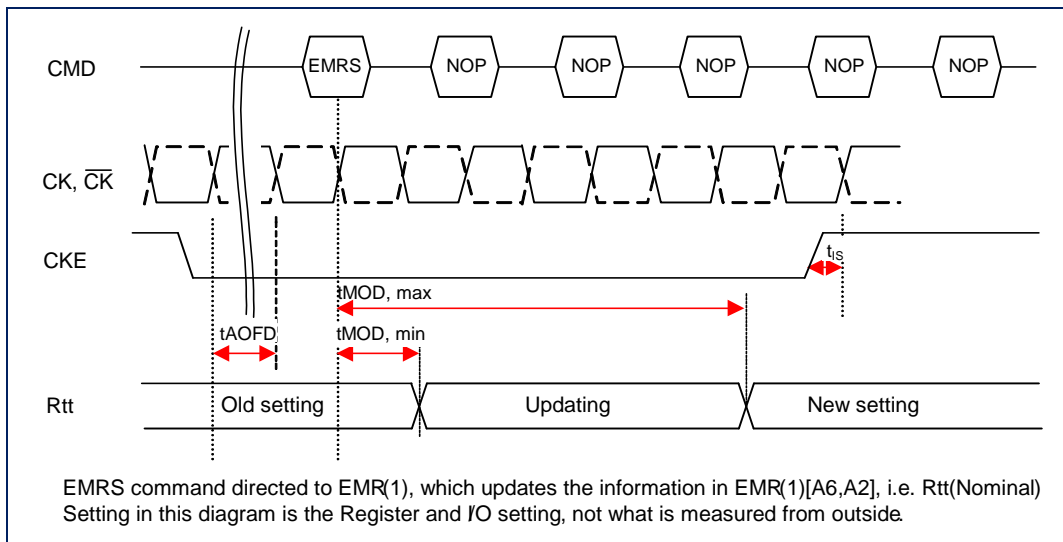 CMD EMRS NOP NOP NOP NOP NOP
CK, CK
CKE
tIS
tMOD, max
tAOFD tMOD, min
Rtt Old setting Updating New setting
EMRS command directed to EMR(1), which updates the information in EMR(1)[A6,A2], i.e. Rtt(Nominal)
Setting in this diagram is the Register and I/O setting, not what is measured from outside.